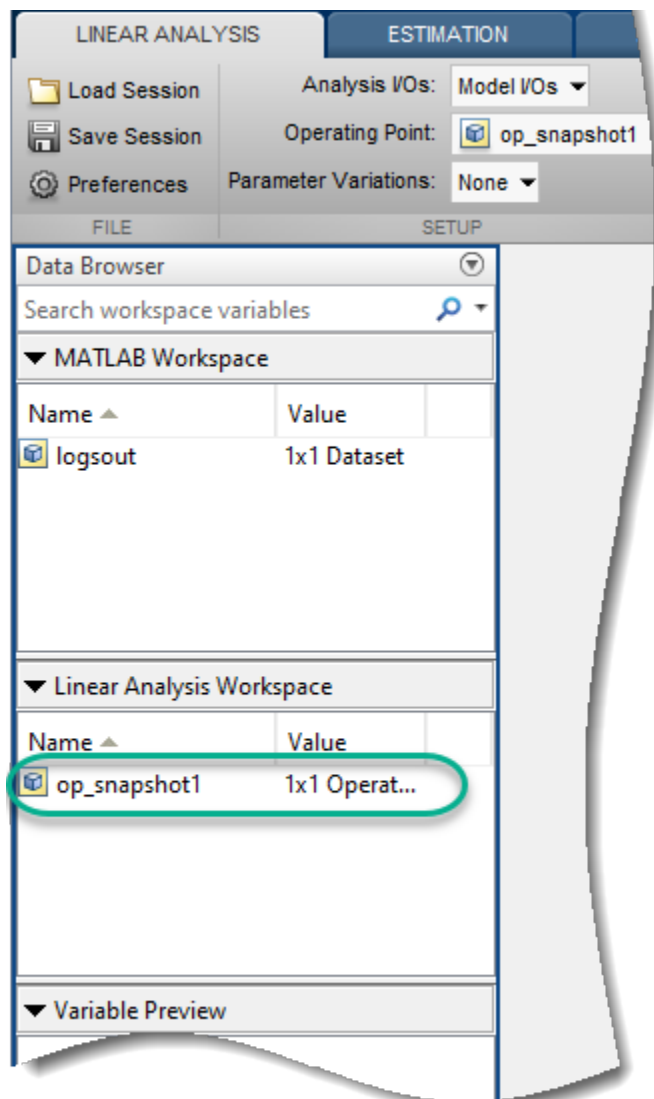 LINEAR ANALYSIS ESTIMATION
Load Session Analysis I/Os: Model I/Os
Save Session Operating Point: op_snapshot1
Preferences Parameter Variations: None
FILE SETUP
Data Browser
Search workspace variables
MATLAB Workspace
Name Value
logsout 1x1 Dataset
Linear Analysis Workspace
Name Value
op_snapshot1 1x1 Operat...
Variable Preview